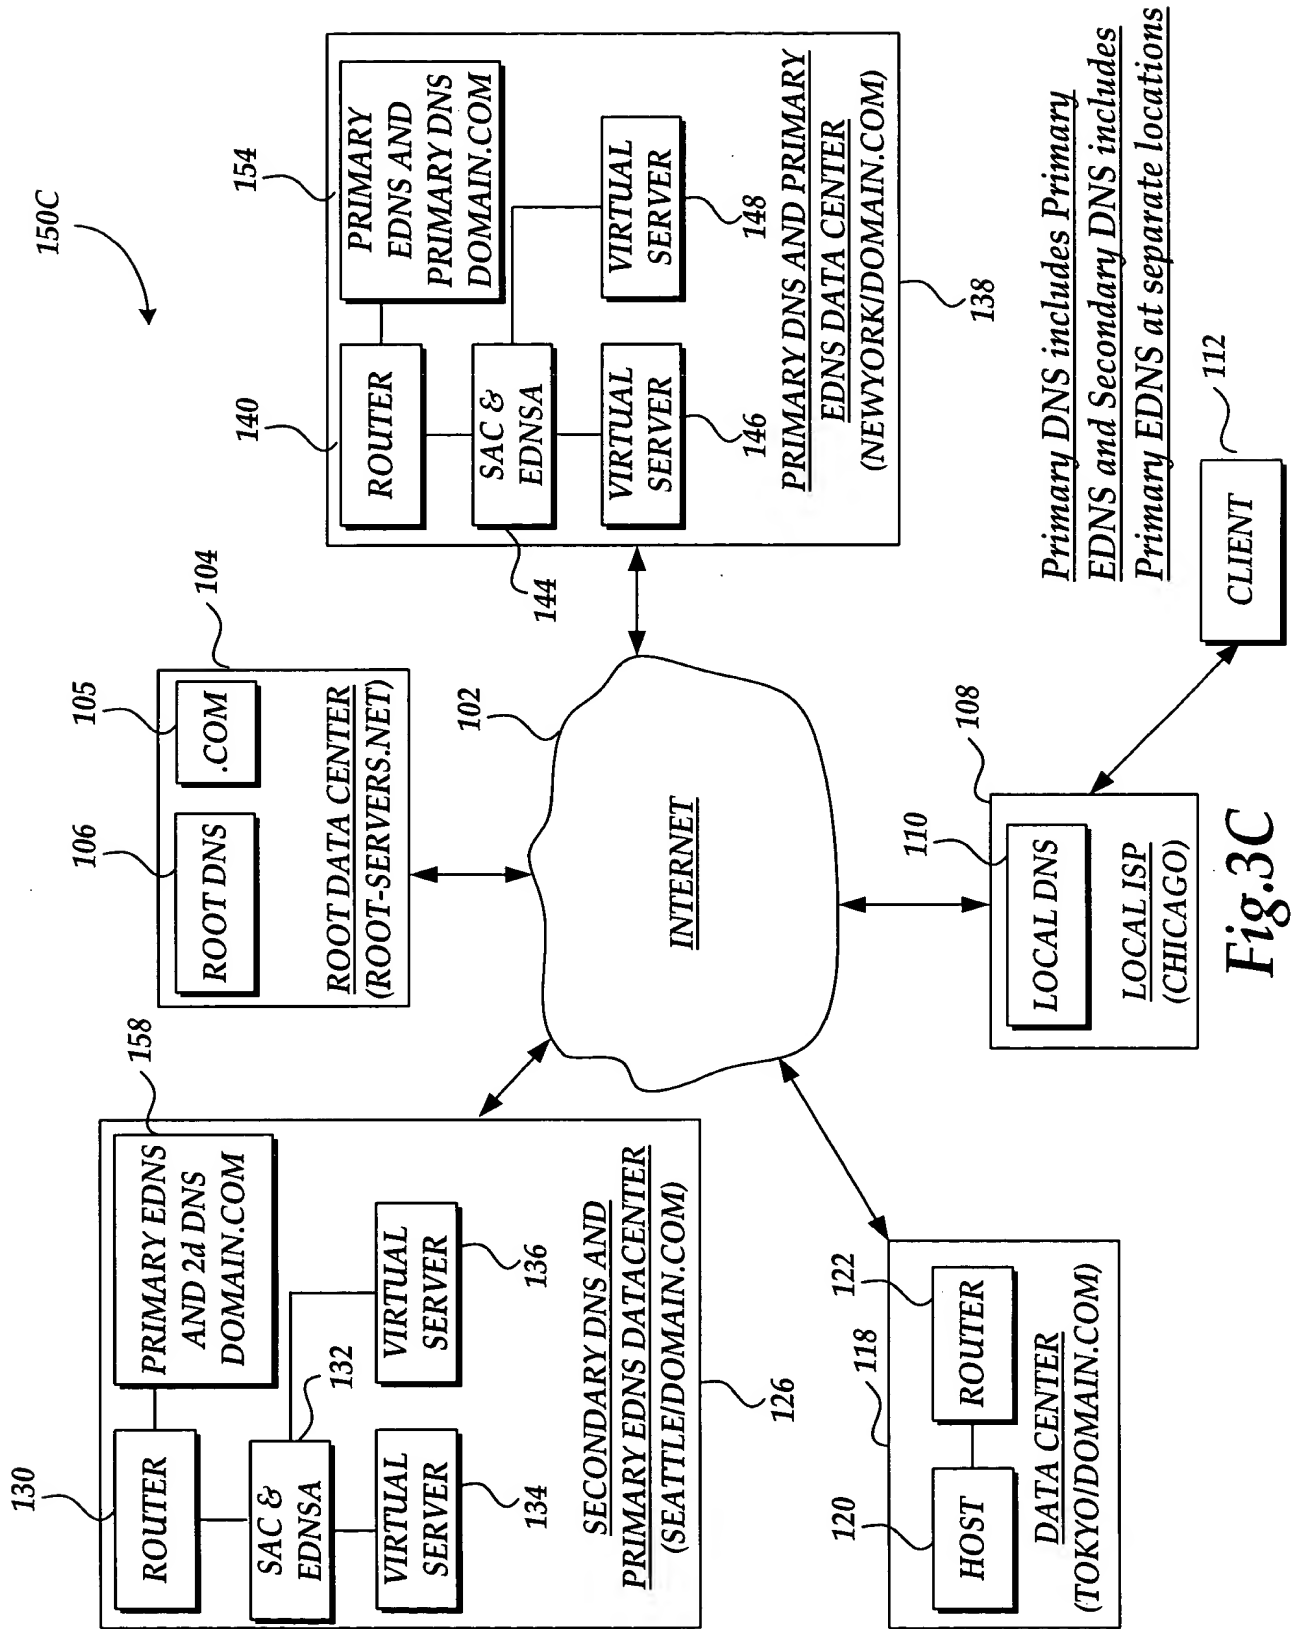 150C
130
ROUTER
PRIMARY EDNS
AND 2d DNS
DOMAIN.COM
158
SAC &
EDNSA
132
VIRTUAL
SERVER
134
VIRTUAL
SERVER
136
SECONDARY DNS AND
PRIMARY EDNS DATACENTER
(SEATTLE/DOMAIN.COM)
126
106
ROOT DNS
105
.COM
104
ROOT DATA CENTER
(ROOT-SERVERS.NET)
140
ROUTER
154
PRIMARY
EDNS AND
PRIMARY DNS
DOMAIN.COM
SAC &
EDNSA
144
VIRTUAL
SERVER
146
VIRTUAL
SERVER
148
PRIMARY DNS AND PRIMARY
EDNS DATA CENTER
(NEWYORK/DOMAIN.COM)
138
102
INTERNET
118
120
HOST
122
ROUTER
DATA CENTER
(TOKYO/DOMAIN.COM)
110
108
LOCAL DNS
LOCAL ISP
(CHICAGO)
112
CLIENT
Primary DNS includes Primary
EDNS and Secondary DNS includes
Primary EDNS at separate locations
Fig.3C